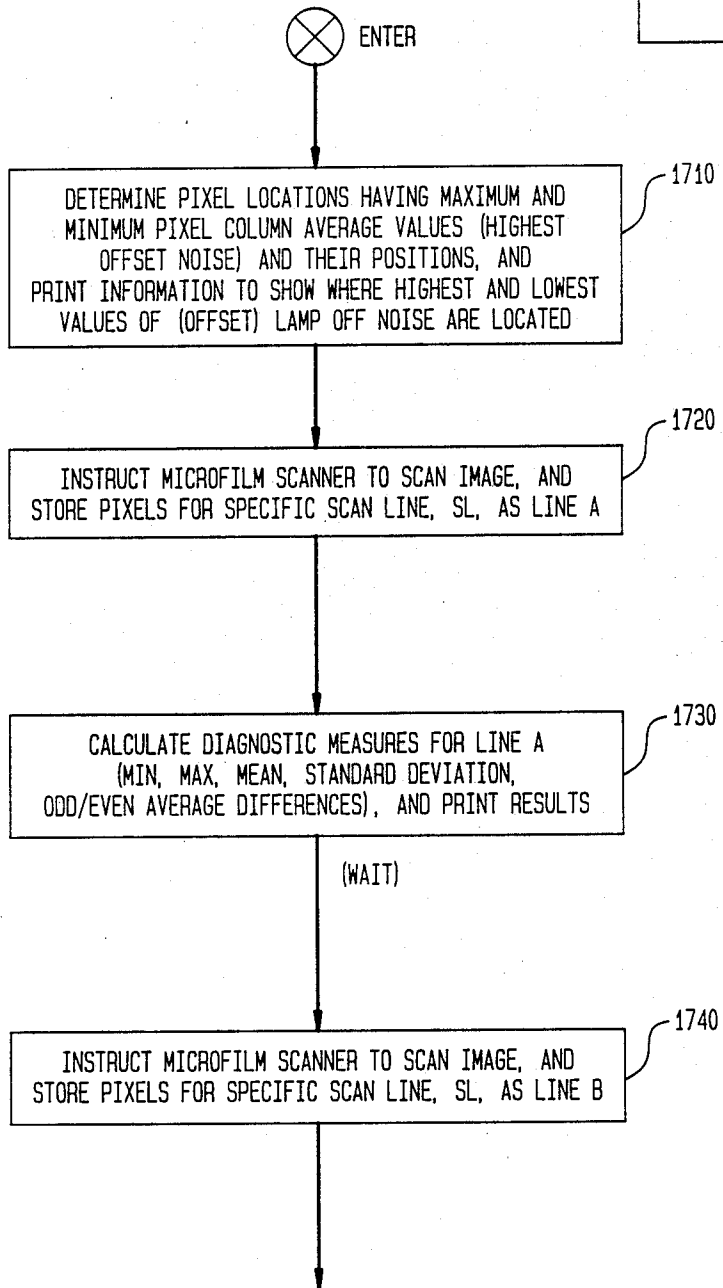 ENTER
1710
DETERMINE PIXEL LOCATIONS HAVING MAXIMUM AND
MINIMUM PIXEL COLUMN AVERAGE VALUES (HIGHEST
OFFSET NOISE) AND THEIR POSITIONS, AND
PRINT INFORMATION TO SHOW WHERE HIGHEST AND LOWEST
VALUES OF (OFFSET) LAMP OFF NOISE ARE LOCATED
1720
INSTRUCT MICROFILM SCANNER TO SCAN IMAGE, AND
STORE PIXELS FOR SPECIFIC SCAN LINE, SL, AS LINE A
1730
CALCULATE DIAGNOSTIC MEASURES FOR LINE A
(MIN, MAX, MEAN, STANDARD DEVIATION,
ODD/EVEN AVERAGE DIFFERENCES), AND PRINT RESULTS
(WAIT)
1740
INSTRUCT MICROFILM SCANNER TO SCAN IMAGE, AND
STORE PIXELS FOR SPECIFIC SCAN LINE, SL, AS LINE B